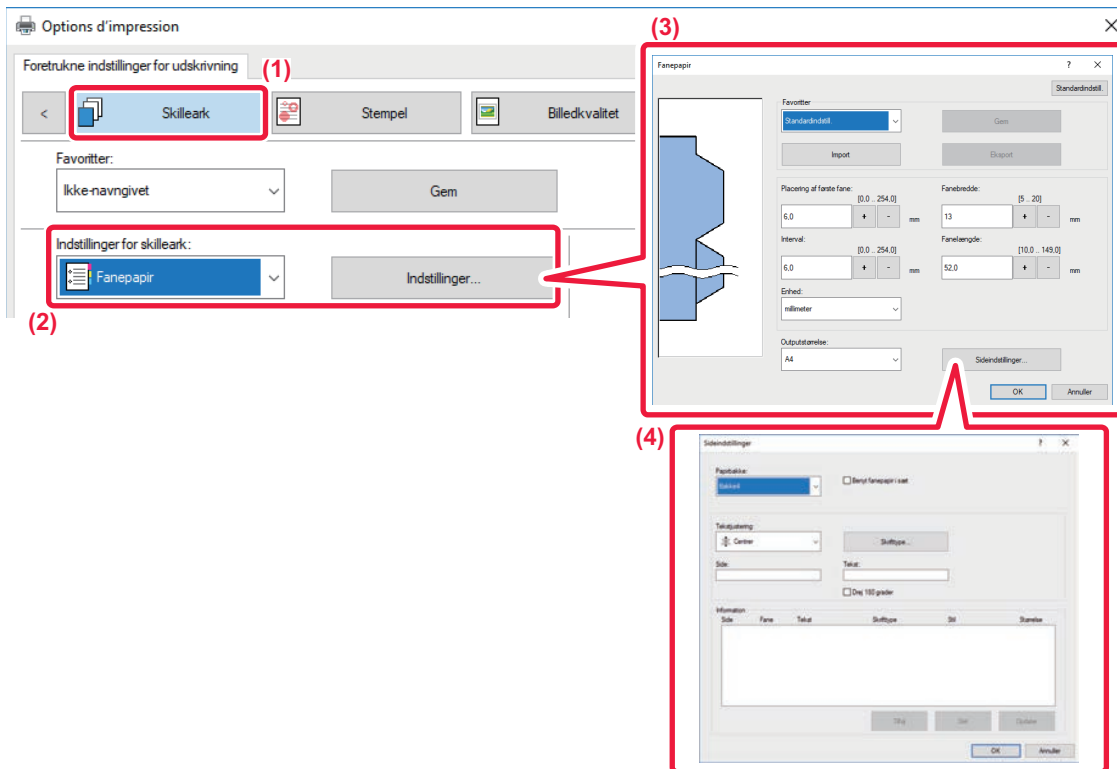 Options d'impression
Foretrukne indstillinger for udskrivning
(1)
<
Skilleark
Stempel
Billedkvalitet
Favoritter:
Ikke-navngivet
Gem
Indstillinger for skilleark:
Fanepapir
Indstillinger...
(2)
(3)
Fanepapir
?
Standardindstill.
Favoritter
Standardindstill.
Gem
Import
Eksport
Placering af første fane:
[0,0 .. 254,0]
6,0
+ -
mm
Fanebredde:
[5 .. 20]
13
+ -
mm
Interval:
[0,0 .. 254,0]
6,0
+ -
mm
Fanelængde:
[10,0 .. 149,0]
52,0
+ -
mm
Enhed:
millimeter
Outputstørrelse:
A4
Sideindstillinger...
OK
Annuller
(4)
Sideindstillinger
?
Papirbakke:
Bakke4
Benyt fanepapir i sæt
Tekstjustering
Centrer
Skrifttype...
Side:
Tekst:
Drej 180 grader
Information
Side Fane Tekst Skrifttype Stil Størrelse
Tilføj
Slet
Opdater
OK
Annuller